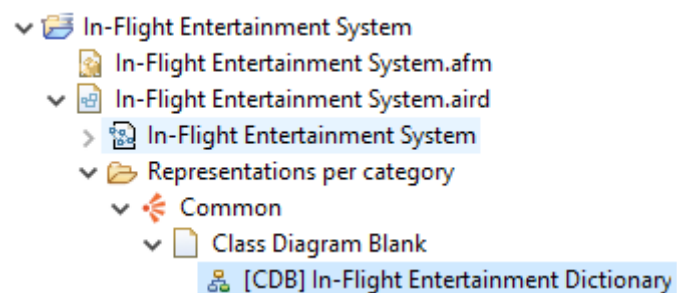 In-Flight Entertainment System
In-Flight Entertainment System.afm
In-Flight Entertainment System.aird
In-Flight Entertainment System
Representations per category
Common
Class Diagram Blank
[CDB] In-Flight Entertainment Dictionary